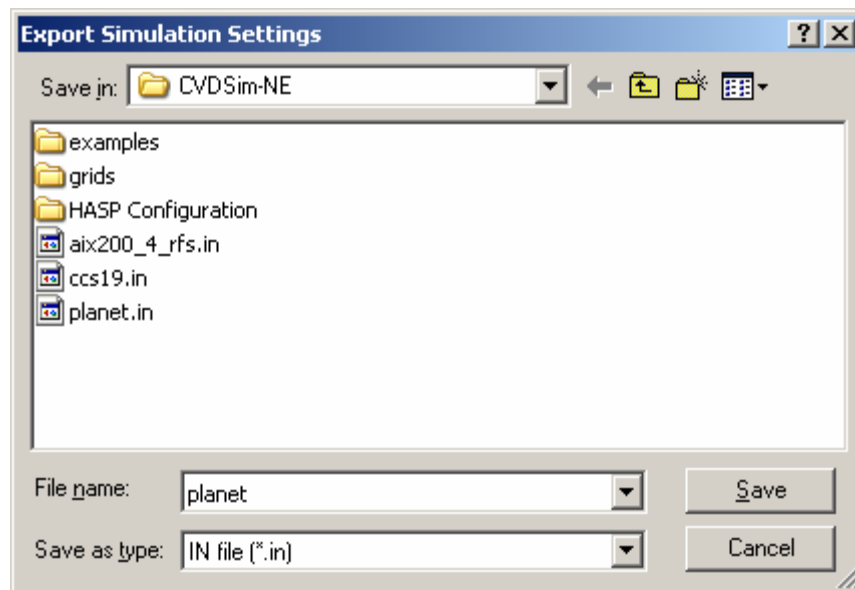 Export Simulation Settings
Save in: CVDSim-NE
examples
grids
HASP Configuration
aix200_4_rfs.in
ccs19.in
planet.in
File name: planet Save
Save as type: IN file (*.in) Cancel